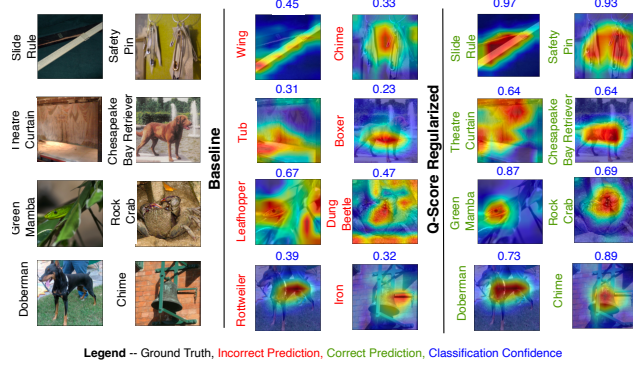 0.45 0.33 0.97 0.93
Slide Rule Safety Pin Wing Chime Slide Rule Safety Pin
0.31 0.23 0.64 0.64
Theatre Curtain Chesapeake Bay Retriever Tub Boxer Theatre Curtain Chesapeake Bay Retriever
Baseline Q-Score Regularized
0.67 0.47 0.87 0.69
Green Mamba Rock Crab Leafhopper Dung Beetle Green Mamba Rock Crab
0.39 0.32 0.73 0.89
Doberman Chime Rottweiler Iron Doberman Chime
Legend -- Ground Truth, Incorrect Prediction, Correct Prediction, Classification Confidence